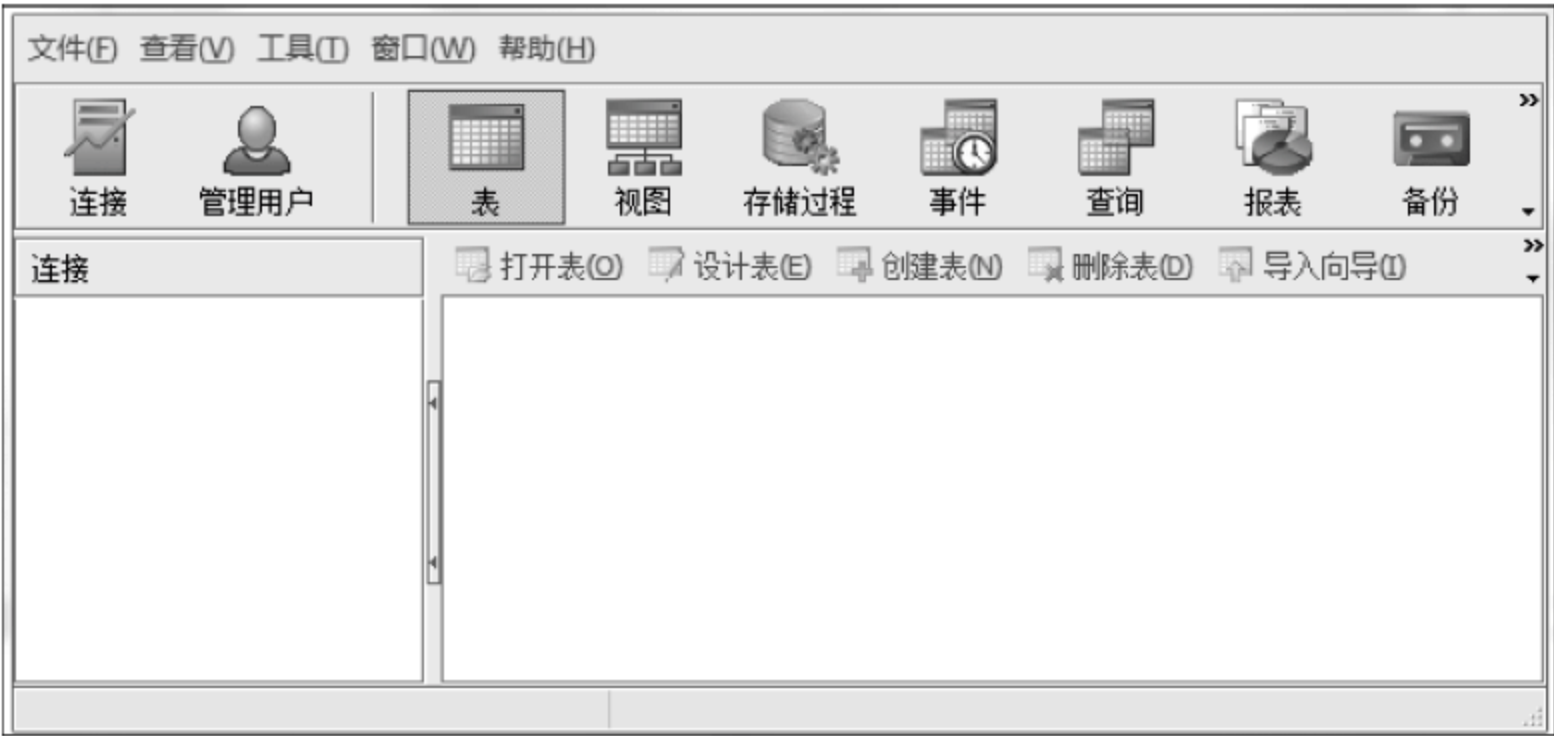 文件(F) 查看(V) 工具(T) 窗口(W) 帮助(H)
连接 管理用户 表 视图 存储过程 事件 查询 报表 备份
连接
打开表(O) 设计表(E) 创建表(N) 删除表(D) 导入向导(I)